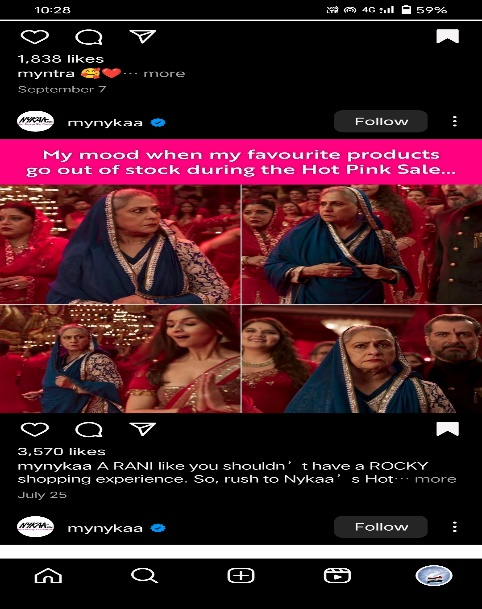 10:28
4G 59%
1,838 likes
myntra 🥰❤️... more
September 7
NYKAA
mynykaa
Follow
My mood when my favourite products
go out of stock during the Hot Pink Sale...
3,570 likes
mynykaa A RANI like you shouldn't have a ROCKY
shopping experience. So, rush to Nykaa's Hot... more
July 25
NYKAA
mynykaa
Follow